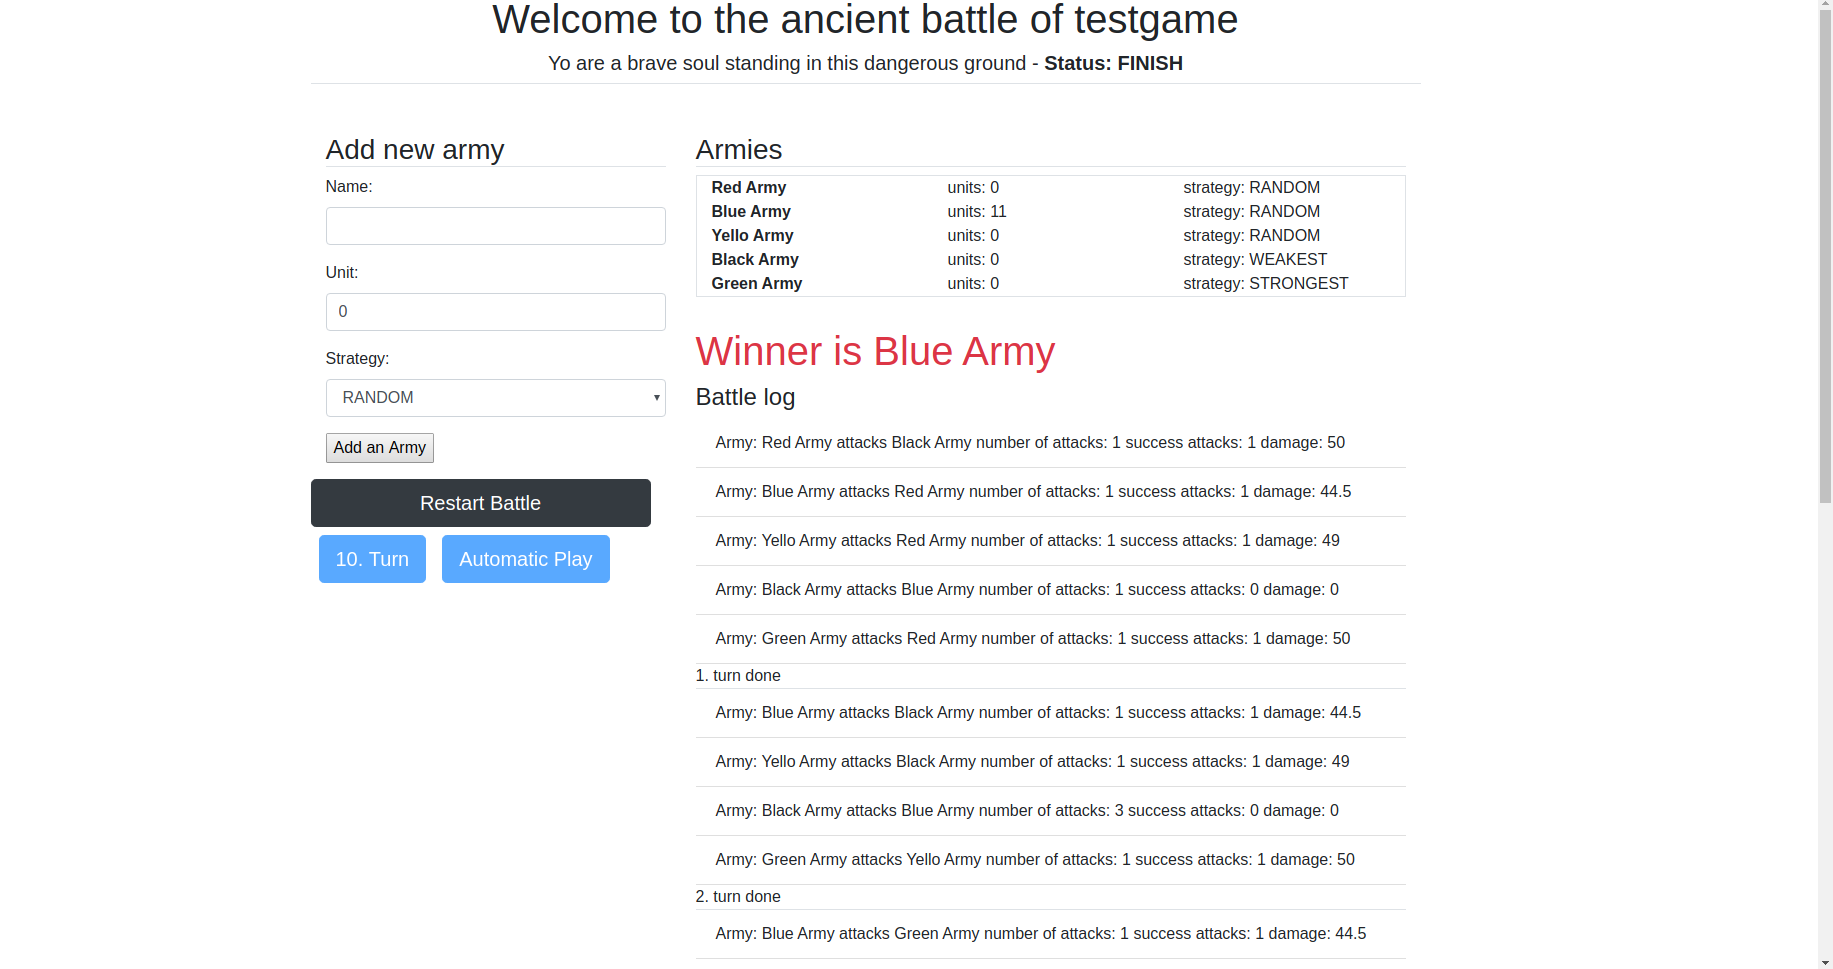 Welcome to the ancient battle of testgame
Yo are a brave soul standing in this dangerous ground - Status: FINISH
Add new army
Name:
Unit:
0
Strategy:
RANDOM
Add an Army
Restart Battle
10. Turn Automatic Play
Armies
Red Army units: 0 strategy: RANDOM
Blue Army units: 11 strategy: RANDOM
Yello Army units: 0 strategy: RANDOM
Black Army units: 0 strategy: WEAKEST
Green Army units: 0 strategy: STRONGEST
Winner is Blue Army
Battle log
Army: Red Army attacks Black Army number of attacks: 1 success attacks: 1 damage: 50
Army: Blue Army attacks Red Army number of attacks: 1 success attacks: 1 damage: 44.5
Army: Yello Army attacks Red Army number of attacks: 1 success attacks: 1 damage: 49
Army: Black Army attacks Blue Army number of attacks: 1 success attacks: 0 damage: 0
Army: Green Army attacks Red Army number of attacks: 1 success attacks: 1 damage: 50
1. turn done
Army: Blue Army attacks Black Army number of attacks: 1 success attacks: 1 damage: 44.5
Army: Yello Army attacks Black Army number of attacks: 1 success attacks: 1 damage: 49
Army: Black Army attacks Blue Army number of attacks: 3 success attacks: 0 damage: 0
Army: Green Army attacks Yello Army number of attacks: 1 success attacks: 1 damage: 50
2. turn done
Army: Blue Army attacks Green Army number of attacks: 1 success attacks: 1 damage: 44.5